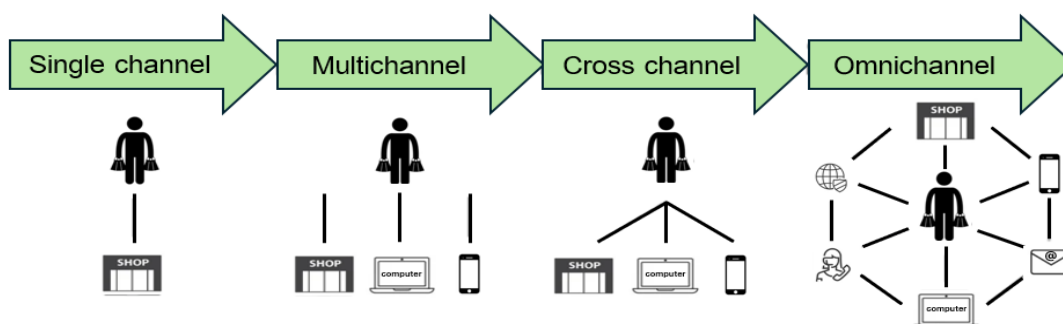 Single channel
Multichannel
Cross channel
Omnichannel
SHOP
SHOP
computer
SHOP
computer
SHOP
@
computer